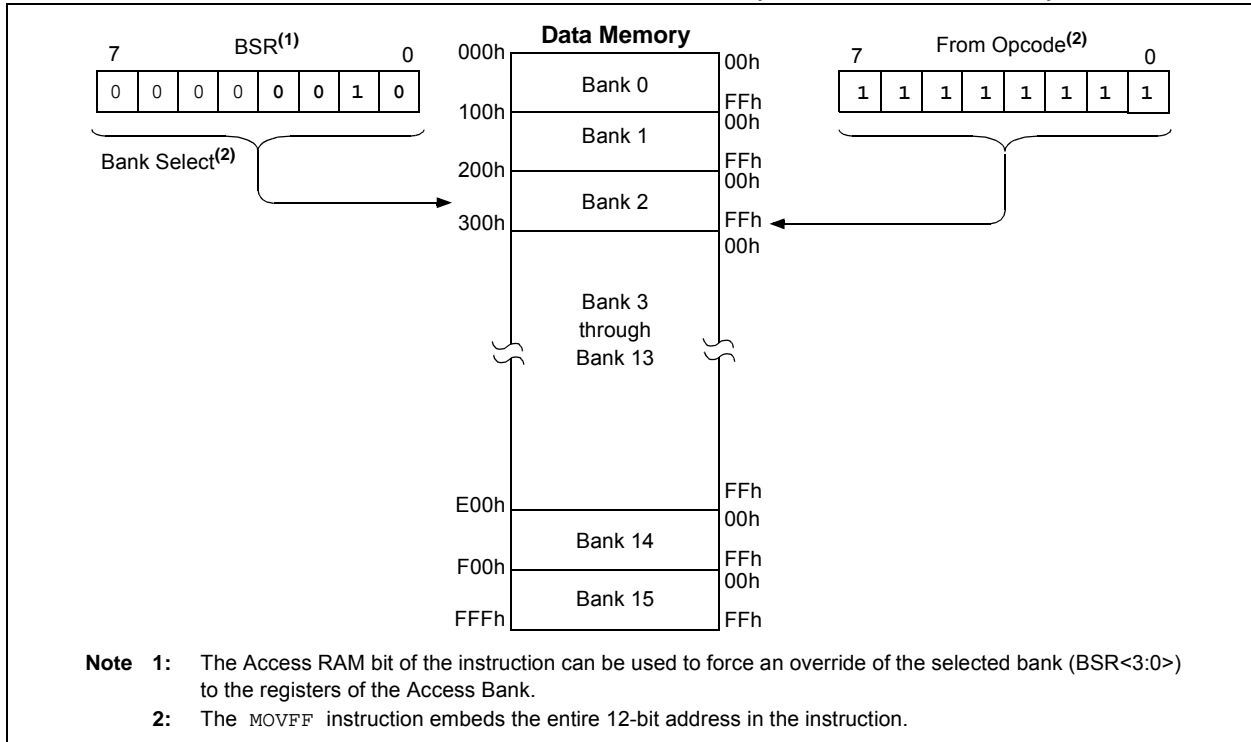 Data Memory
7 BSR(1) 0
0 0 0 0 0 0 1 0
Bank Select(2)
000h
100h
200h
300h
E00h
F00h
FFFh
Bank 0
Bank 1
Bank 2
Bank 3
through
Bank 13
Bank 14
Bank 15
00h
FFh
00h
FFh
00h
FFh
00h
FFh
00h
FFh
00h
FFh
7 From Opcode(2) 0
1 1 1 1 1 1 1 1
Note 1: The Access RAM bit of the instruction can be used to force an override of the selected bank (BSR<3:0>)
to the registers of the Access Bank.
2: The MOVFF instruction embeds the entire 12-bit address in the instruction.